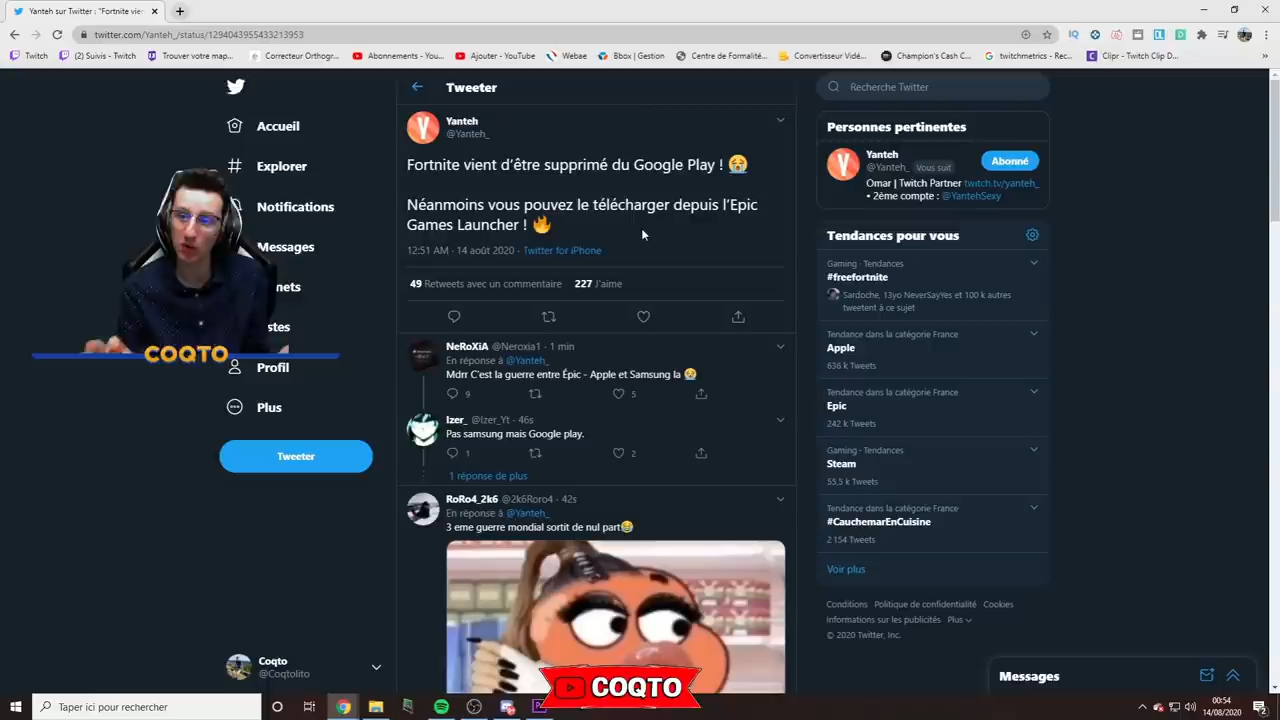 Yanteh sur Twitter : "Fortnite vien
twitter.com/Yanteh_/status/1294043955433213953
Twitch
(2) Suivis - Twitch
Trouver votre map...
Correcteur Orthogr...
Abonnements - You...
Ajouter - YouTube
Webae
Bbox | Gestion
Centre de Formalité...
Convertisseur Vidé...
Champion's Cash C...
twitchmetrics - Rec...
Clipr - Twitch Clip D...
»
Accueil
Explorer
Notifications
Messages
nets
stes
Profil
Plus
Tweeter
Coqto
@Coqtolito
COQTO
Tweeter
Yanteh
@Yanteh_
Fortnite vient d'être supprimé du Google Play ! 😭
Néanmoins vous pouvez le télécharger depuis l'Epic
Games Launcher ! 🔥
12:51 AM · 14 août 2020 · Twitter for iPhone
49 Retweets avec un commentaire 227 J'aime
NeRoXiA @Neroxia1 · 1 min
En réponse à @Yanteh_
Mdrr C'est la guerre entre Épic - Apple et Samsung la 😭
9 5
Izer_ @Izer_Yt · 46s
Pas samsung mais Google play.
1 2
1 réponse de plus
RoRo4_2k6 @2k6Roro4 · 42s
En réponse à @Yanteh_
3 eme guerre mondial sortit de nul part😂
COQTO
Recherche Twitter
Personnes pertinentes
Yanteh
@Yanteh_ Vous suit
Abonné
Omar | Twitch Partner twitch.tv/yanteh_
• 2ème compte : @YantehSexy
Tendances pour vous
Gaming · Tendances
#freefortnite
Sardoche, 13yo NeverSayYes et 100 k autres
tweetent à ce sujet
Tendance dans la catégorie France
Apple
636 k Tweets
Tendance dans la catégorie France
Epic
242 k Tweets
Gaming · Tendances
Steam
55,5 k Tweets
Tendance dans la catégorie France
#CauchemarEnCuisine
2 154 Tweets
Voir plus
Conditions Politique de confidentialité Cookies
Informations sur les publicités Plus
© 2020 Twitter, Inc.
Messages
Taper ici pour rechercher
00:54
14/08/2020